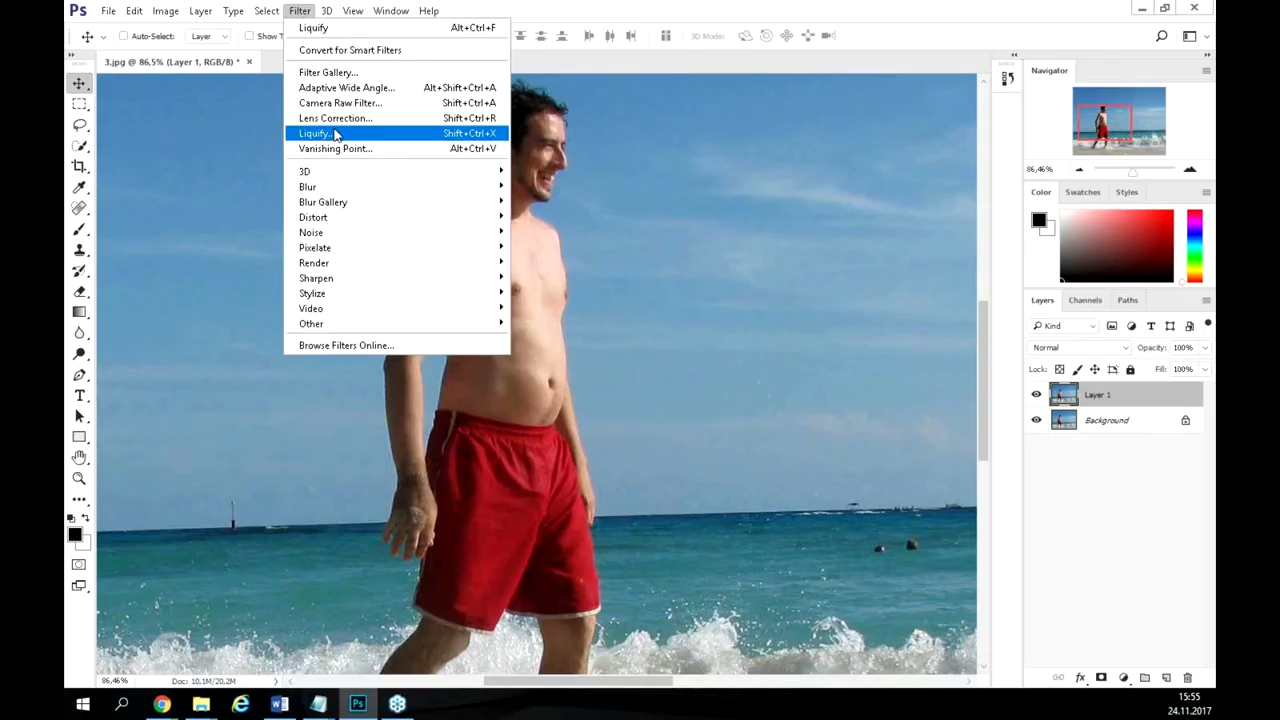 Ps File Edit Image Layer Type Select Filter 3D View Window Help
Auto-Select: Layer Show T 3D Mode:
3.jpg @ 86,5% (Layer 1, RGB/8) *
Liquify Alt+Ctrl+F
Convert for Smart Filters
Filter Gallery...
Adaptive Wide Angle... Alt+Shift+Ctrl+A
Camera Raw Filter... Shift+Ctrl+A
Lens Correction... Shift+Ctrl+R
Liquify... Shift+Ctrl+X
Vanishing Point... Alt+Ctrl+V
3D
Blur
Blur Gallery
Distort
Noise
Pixelate
Render
Sharpen
Stylize
Video
Other
Browse Filters Online...
Navigator
86,46%
Color Swatches Styles
Layers Channels Paths
Kind
Normal Opacity: 100%
Lock: Fill: 100%
Layer 1
Background
86,46% Doc: 10,1M/20,2M
15:55
24.11.2017